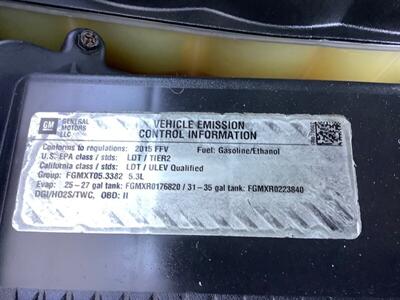 GM GENERAL MOTORS LLC
VEHICLE EMISSION
CONTROL INFORMATION
Conforms to regulations: 2015 FFV Fuel: Gasoline/Ethanol
U.S. EPA class / stds: LDT / TIER2
California class / stds: LDT / ULEV Qualified
Group: FGMXT05.3382 5.3L
Evap: 25-27 gal tank: FGMXR0176820 / 31-35 gal tank: FGMXR0223840
DGI/HO2S/TWC, OBD: II